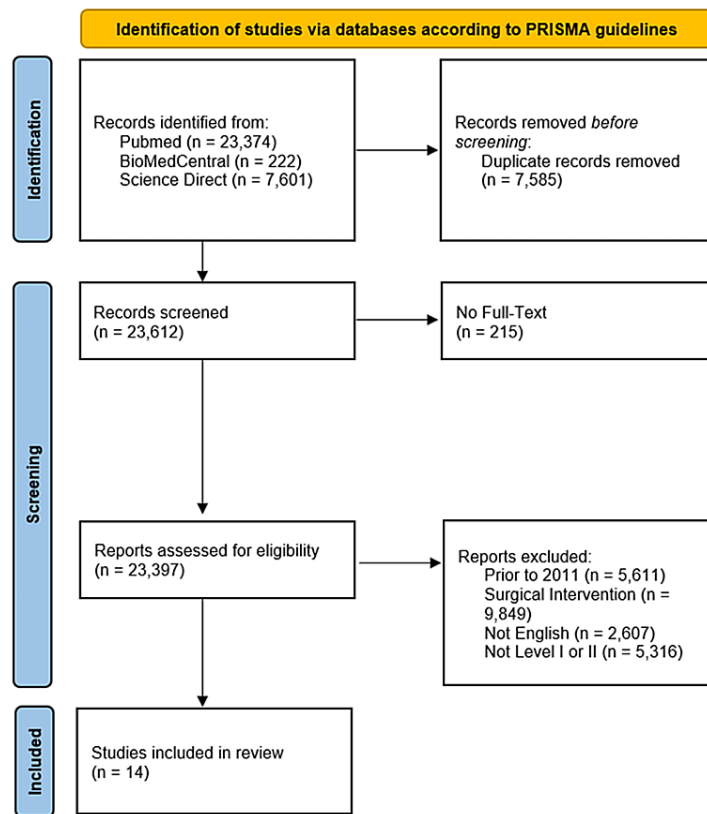 Identification of studies via databases according to PRISMA guidelines
Identification
Records identified from:
Pubmed (n = 23,374)
BioMedCentral (n = 222)
Science Direct (n = 7,601)
Records removed before
screening:
Duplicate records removed
(n = 7,585)
Screening
Records screened
(n = 23,612)
No Full-Text
(n = 215)
Reports assessed for eligibility
(n = 23,397)
Reports excluded:
Prior to 2011 (n = 5,611)
Surgical Intervention (n =
9,849)
Not English (n = 2,607)
Not Level I or II (n = 5,316)
Included
Studies included in review
(n = 14)